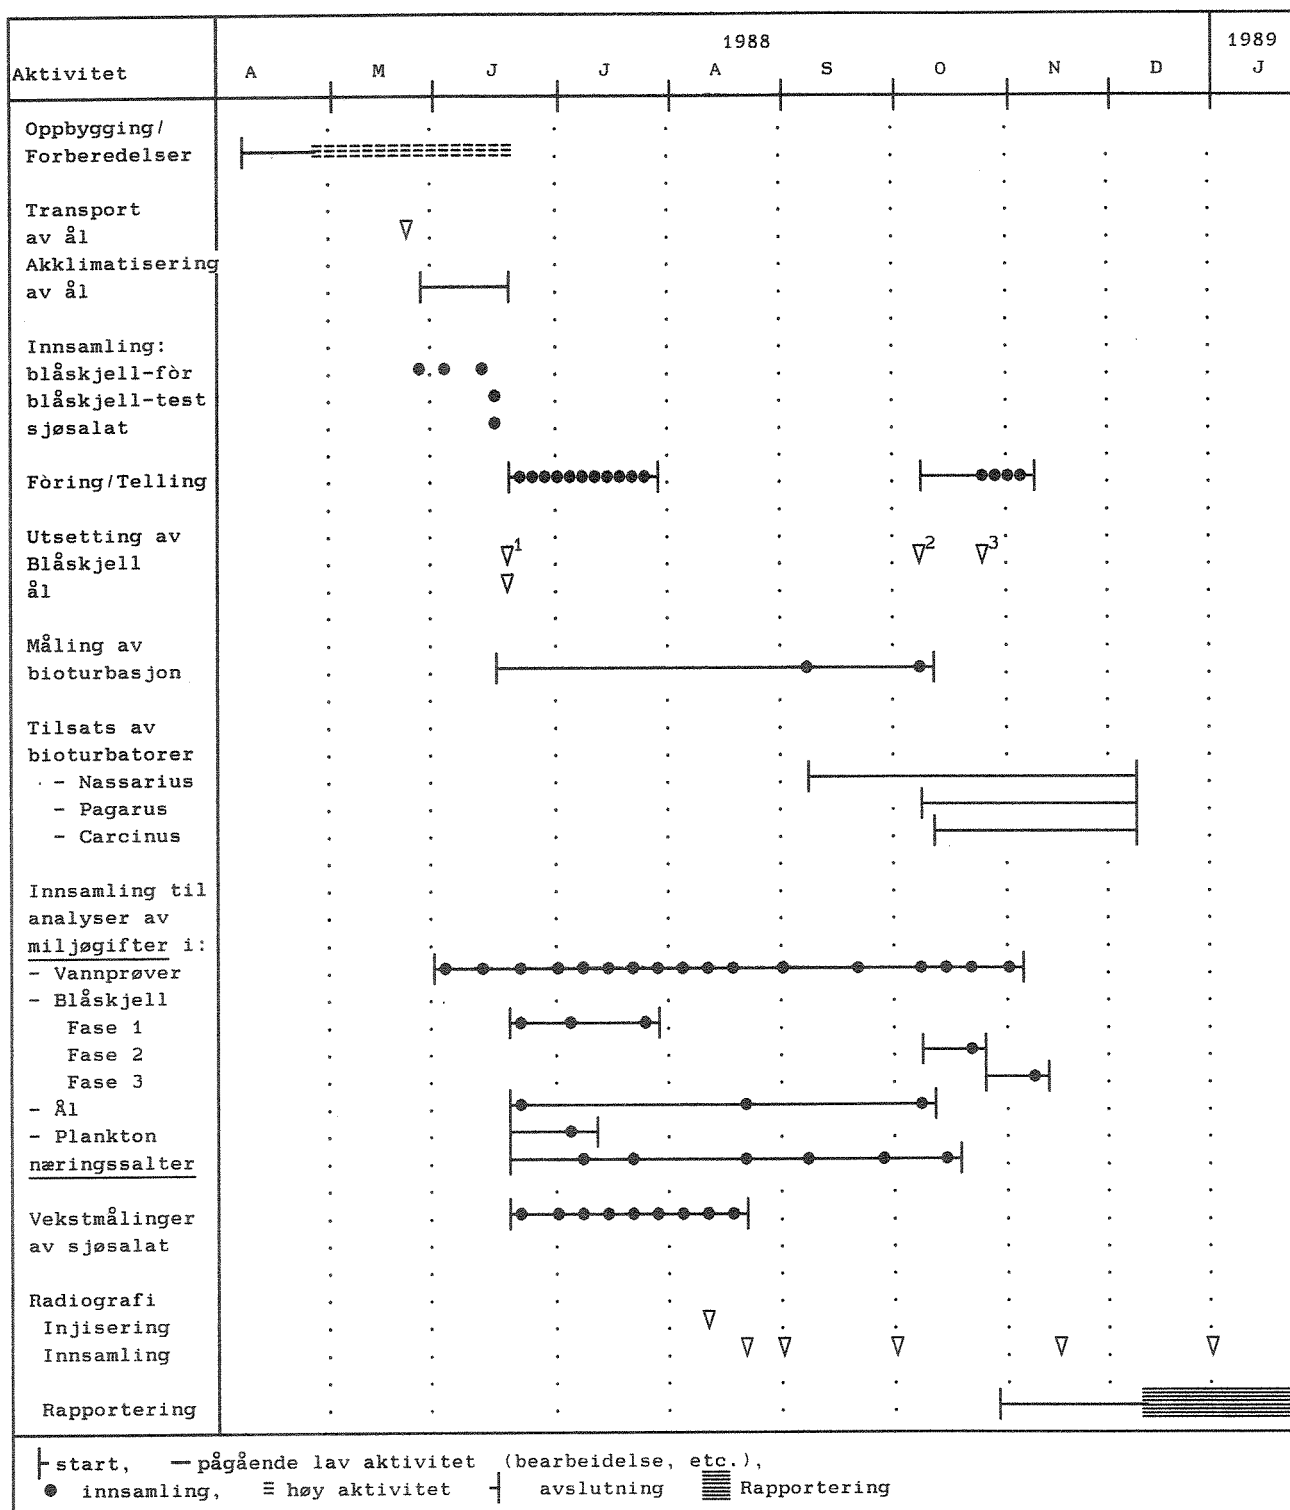 1988 1989
Aktivitet A M J J A S O N D J
Oppbygging/
Forberedelser
Transport
av ål
Akklimatisering
av ål
Innsamling:
blåskjell-fòr
blåskjell-test
sjøsalat
Fòring/Telling
Utsetting av
Blåskjell 1 2 3
ål
Måling av
bioturbasjon
Tilsats av
bioturbatorer
- Nassarius
- Pagarus
- Carcinus
Innsamling til
analyser av
miljøgifter i:
- Vannprøver
- Blåskjell
Fase 1
Fase 2
Fase 3
- Ål
- Plankton
næringssalter
Vekstmålinger
av sjøsalat
Radiografi
Injisering
Innsamling
Rapportering
start, pågående lav aktivitet (bearbeidelse, etc.),
innsamling, høy aktivitet avslutning Rapportering